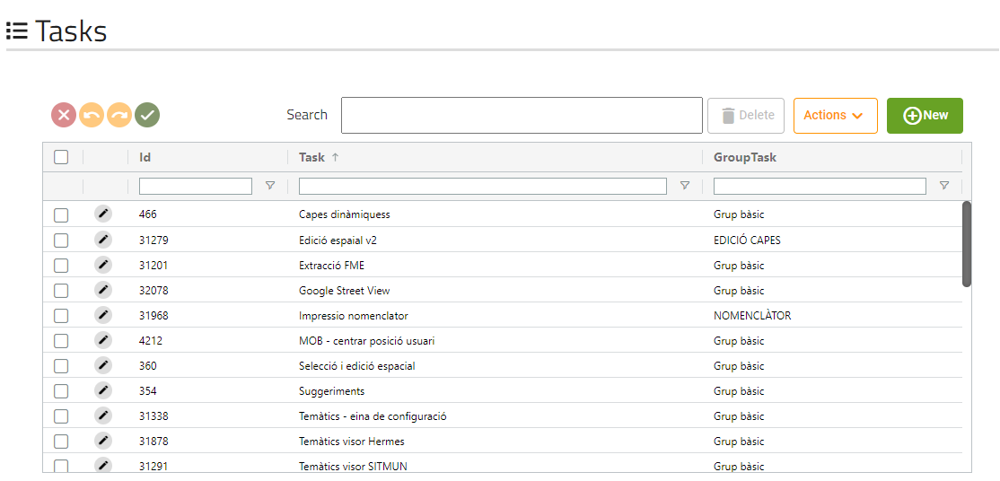 Tasks
Search Delete Actions New
Id Task GroupTask
466 Capes dinàmiquess Grup bàsic
31279 Edició espaial v2 EDICIÓ CAPES
31201 Extracció FME Grup bàsic
32078 Google Street View Grup bàsic
31968 Impressio nomenclator NOMENCLÀTOR
4212 MOB - centrar posició usuari Grup bàsic
360 Selecció i edició espacial Grup bàsic
354 Suggeriments Grup bàsic
31338 Temàtics - eina de configuració Grup bàsic
31878 Temàtics visor Hermes Grup bàsic
31291 Temàtics visor SITMUN Grup bàsic